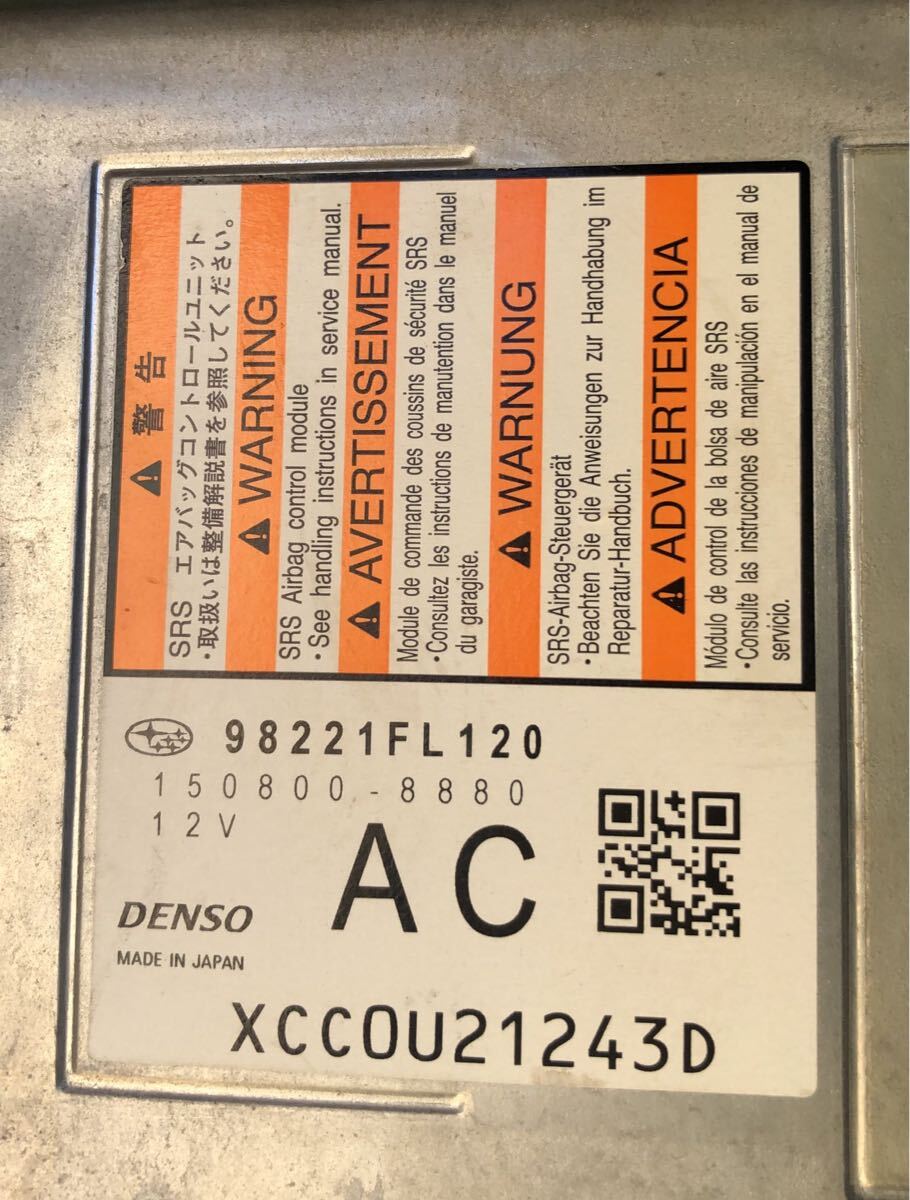 ⚠ 警告
SRS エアバッグコントロールユニット
・取扱いは整備解説書を参照してください。
⚠ WARNING
SRS Airbag control module
・See handling instructions in service manual.
⚠ AVERTISSEMENT
Module de commande des coussins de sécurité SRS
・Consultez les instructions de manutention dans le manuel
du garagiste.
⚠ WARNUNG
SRS-Airbag-Steuergerät
・Beachten Sie die Anweisungen zur Handhabung im
Reparatur-Handbuch.
⚠ ADVERTENCIA
Módulo de control de la bolsa de aire SRS
・Consulte las instrucciones de manipulación en el manual de
servicio.
98221FL120
150800-8880
12V
AC
DENSO
MADE IN JAPAN
XCC0U21243D